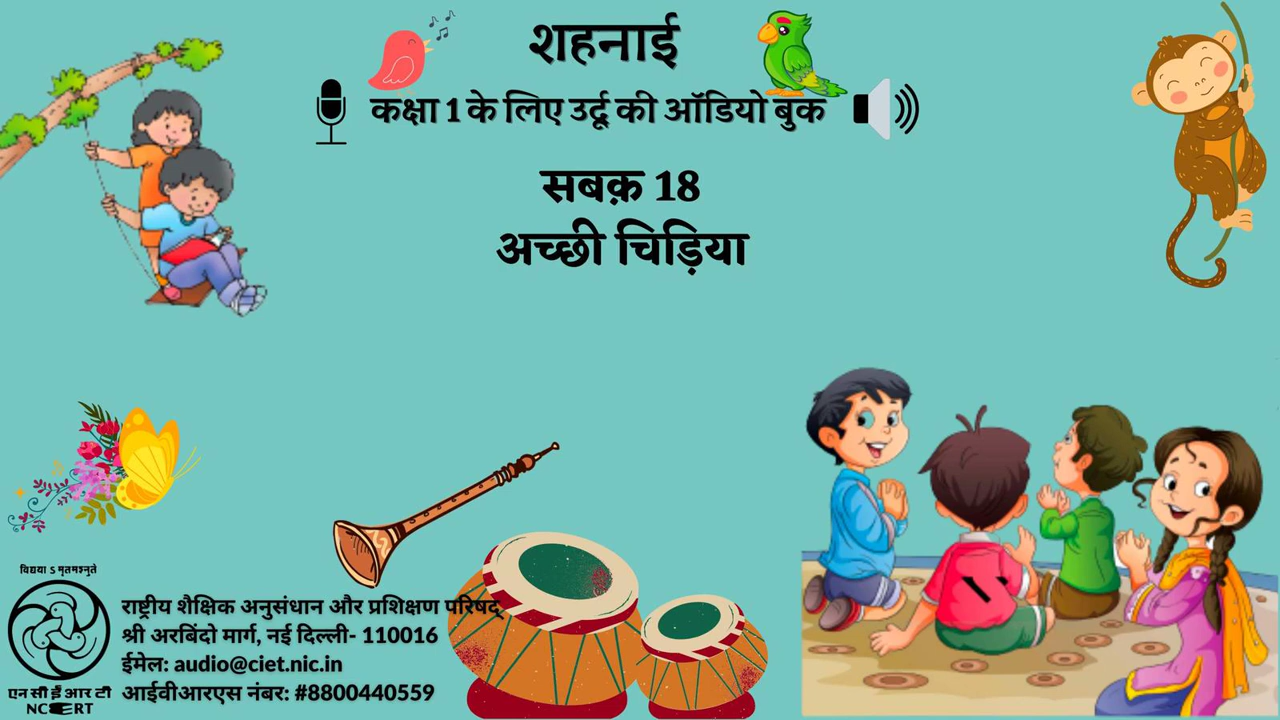 शहनाई
कक्षा 1 के लिए उर्दू की ऑडियो बुक
सबक़ 18
अच्छी चिड़िया
विद्यया ऽ मृतमश्नुते
एन सी ई आर टी
NCERT
राष्ट्रीय शैक्षिक अनुसंधान और प्रशिक्षण परिषद्
श्री अरबिंदो मार्ग, नई दिल्ली- 110016
ईमेल: audio@ciet.nic.in
आईवीआरएस नंबर: #8800440559